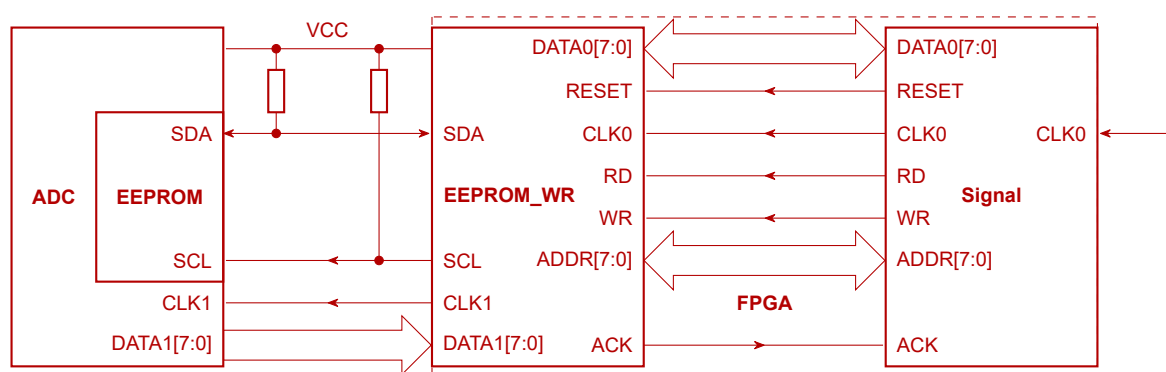 VCC
DATA0[7:0] DATA0[7:0]
RESET RESET
SDA SDA CLK0 CLK0 CLK0
RD RD
ADC EEPROM EEPROM_WR Signal
WR WR
SCL SCL ADDR[7:0] ADDR[7:0]
CLK1 CLK1 FPGA
DATA1[7:0] DATA1[7:0] ACK ACK